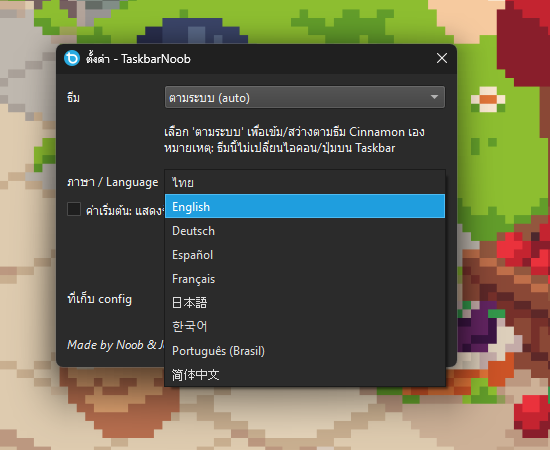 ตั้งค่า - TaskbarNoob
ธีม
ตามระบบ (auto)
เลือก 'ตามระบบ' เพื่อเข้ม/สว่างตามธีม Cinnamon เอง
หมายเหตุ: ธีมนี้ไม่เปลี่ยนไอคอน/ปุ่มบน Taskbar
ภาษา / Language
ไทย
English
ค่าเริ่มต้น: แสดง
Deutsch
Español
Français
ที่เก็บ config
日本語
한국어
Made by Noob &
Português (Brasil)
简体中文